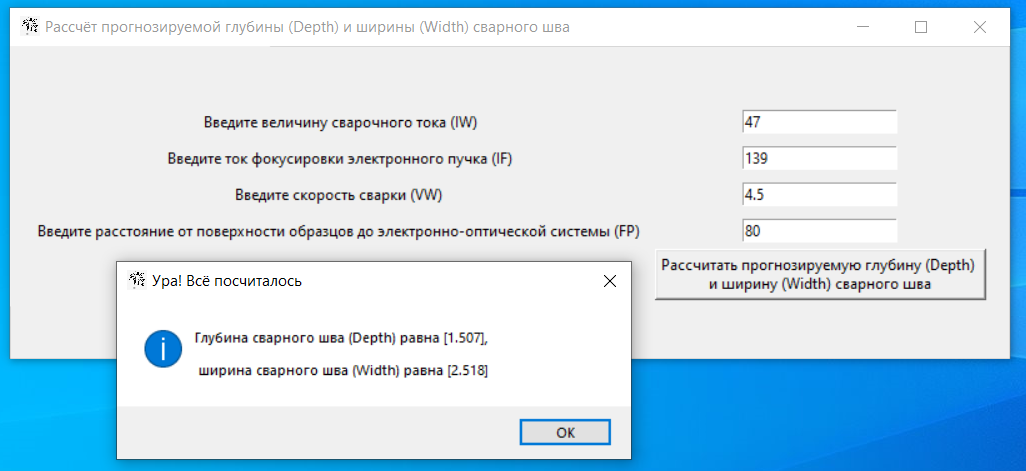 Рассчёт прогнозируемой глубины (Depth) и ширины (Width) сварного шва
Введите величину сварочного тока (IW)
47
Введите ток фокусировки электронного пучка (IF)
139
Введите скорость сварки (VW)
4.5
Введите расстояние от поверхности образцов до электронно-оптической системы (FP)
80
Рассчитать прогнозируемую глубину (Depth)
и ширину (Width) сварного шва
Ура! Всё посчиталось
Глубина сварного шва (Depth) равна [1.507],
ширина сварного шва (Width) равна [2.518]
OK